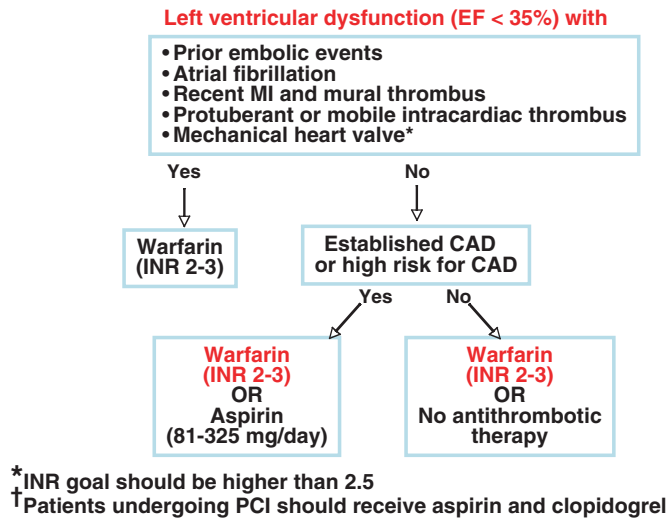 Left ventricular dysfunction (EF < 35%) with
• Prior embolic events
• Atrial fibrillation
• Recent MI and mural thrombus
• Protuberant or mobile intracardiac thrombus
• Mechanical heart valve*
Yes
No
Warfarin
(INR 2-3)
Established CAD
or high risk for CAD
Yes
No
Warfarin
(INR 2-3)
OR
Aspirin
(81-325 mg/day)
Warfarin
(INR 2-3)
OR
No antithrombotic
therapy
*INR goal should be higher than 2.5
†Patients undergoing PCI should receive aspirin and clopidogrel